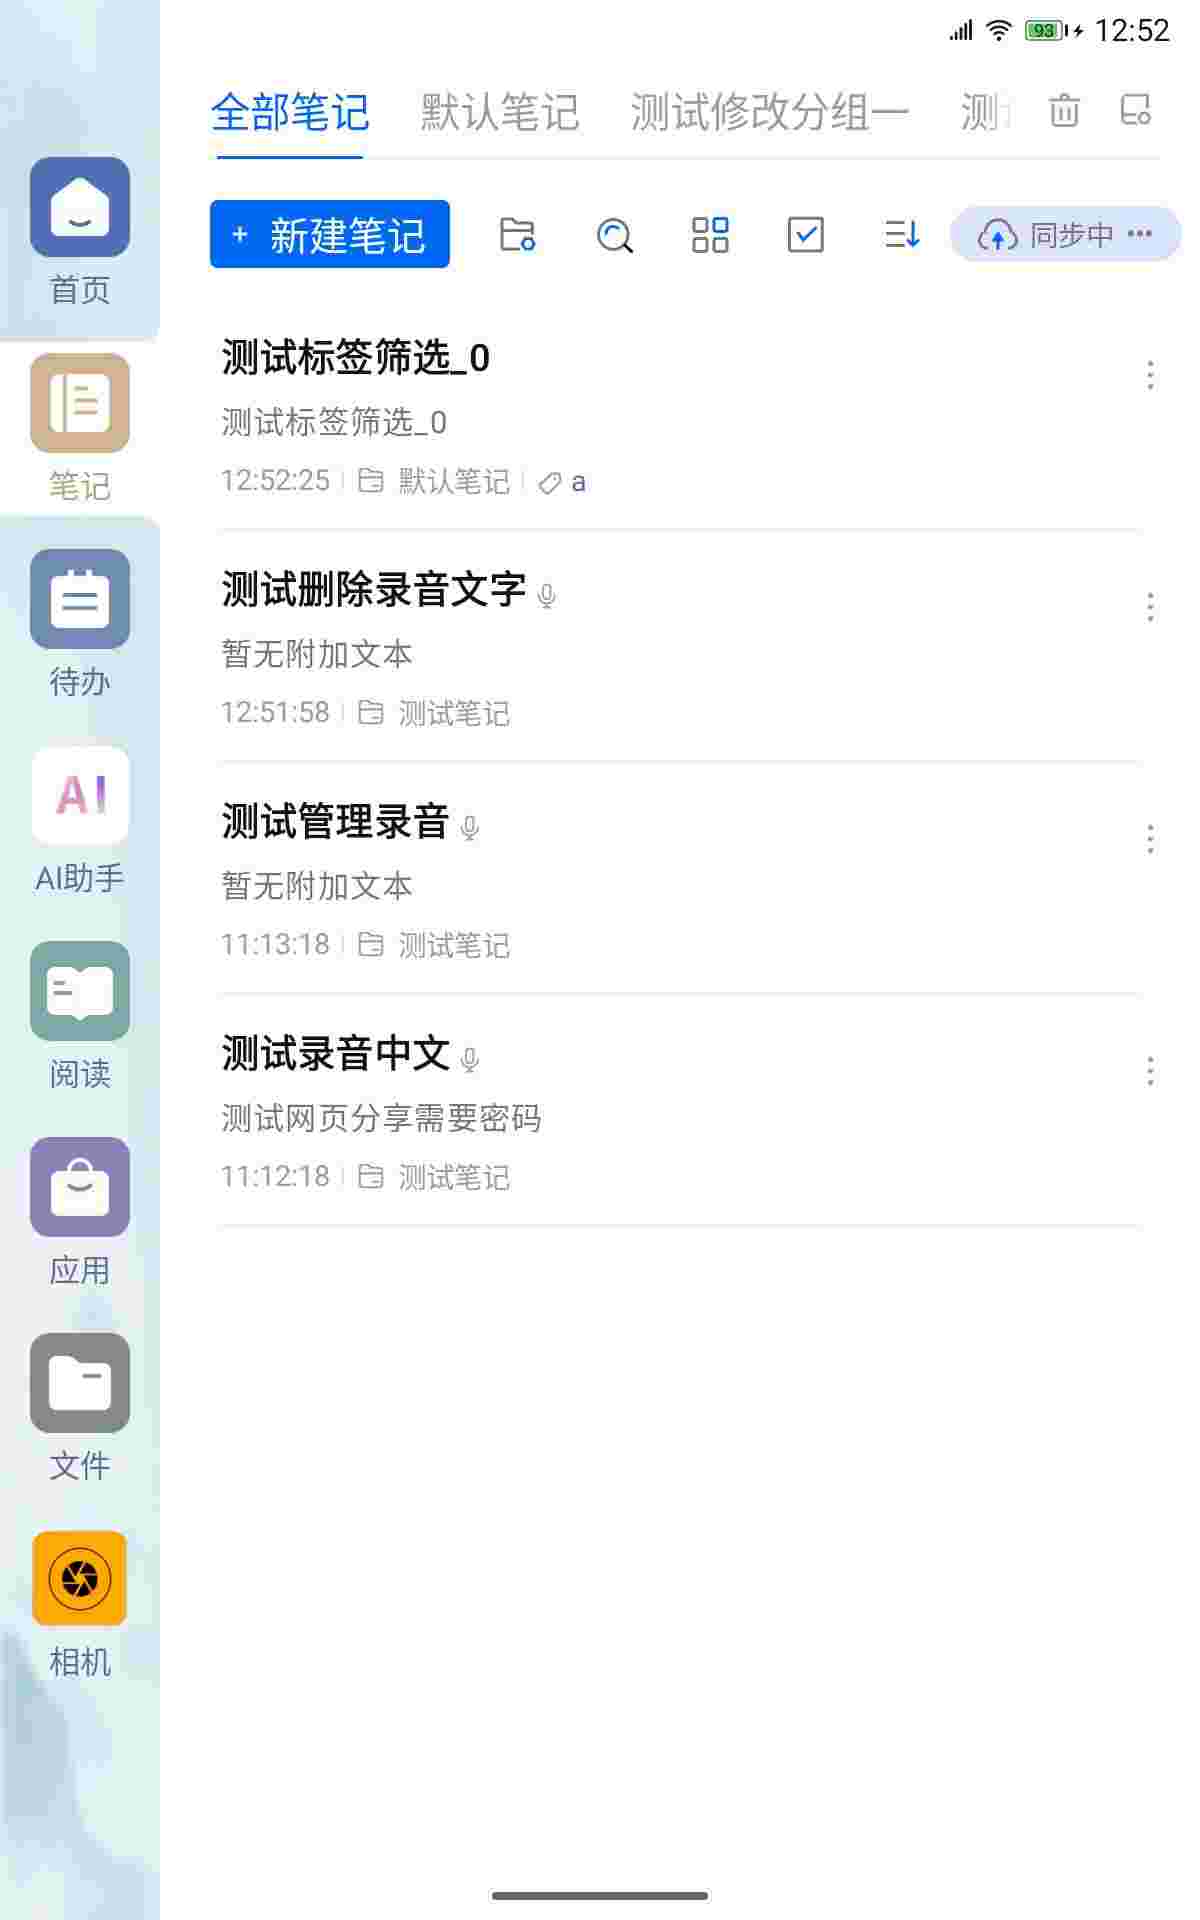 93 12:52
全部笔记 默认笔记 测试修改分组一 测
+ 新建笔记 同步中 •••
首页
笔记
待办
AI
AI助手
阅读
应用
文件
相机
测试标签筛选_0
测试标签筛选_0
12:52:25 默认笔记 a
测试删除录音文字
暂无附加文本
12:51:58 测试笔记
测试管理录音
暂无附加文本
11:13:18 测试笔记
测试录音中文
测试网页分享需要密码
11:12:18 测试笔记